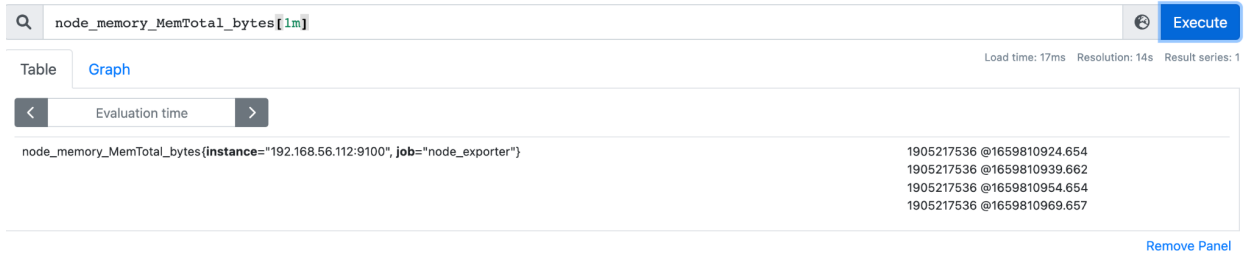 node_memory_MemTotal_bytes[1m]
Execute
Load time: 17ms Resolution: 14s Result series: 1
Table
Graph
Evaluation time
node_memory_MemTotal_bytes{instance="192.168.56.112:9100", job="node_exporter"}
1905217536 @1659810924.654
1905217536 @1659810939.662
1905217536 @1659810954.654
1905217536 @1659810969.657
Remove Panel